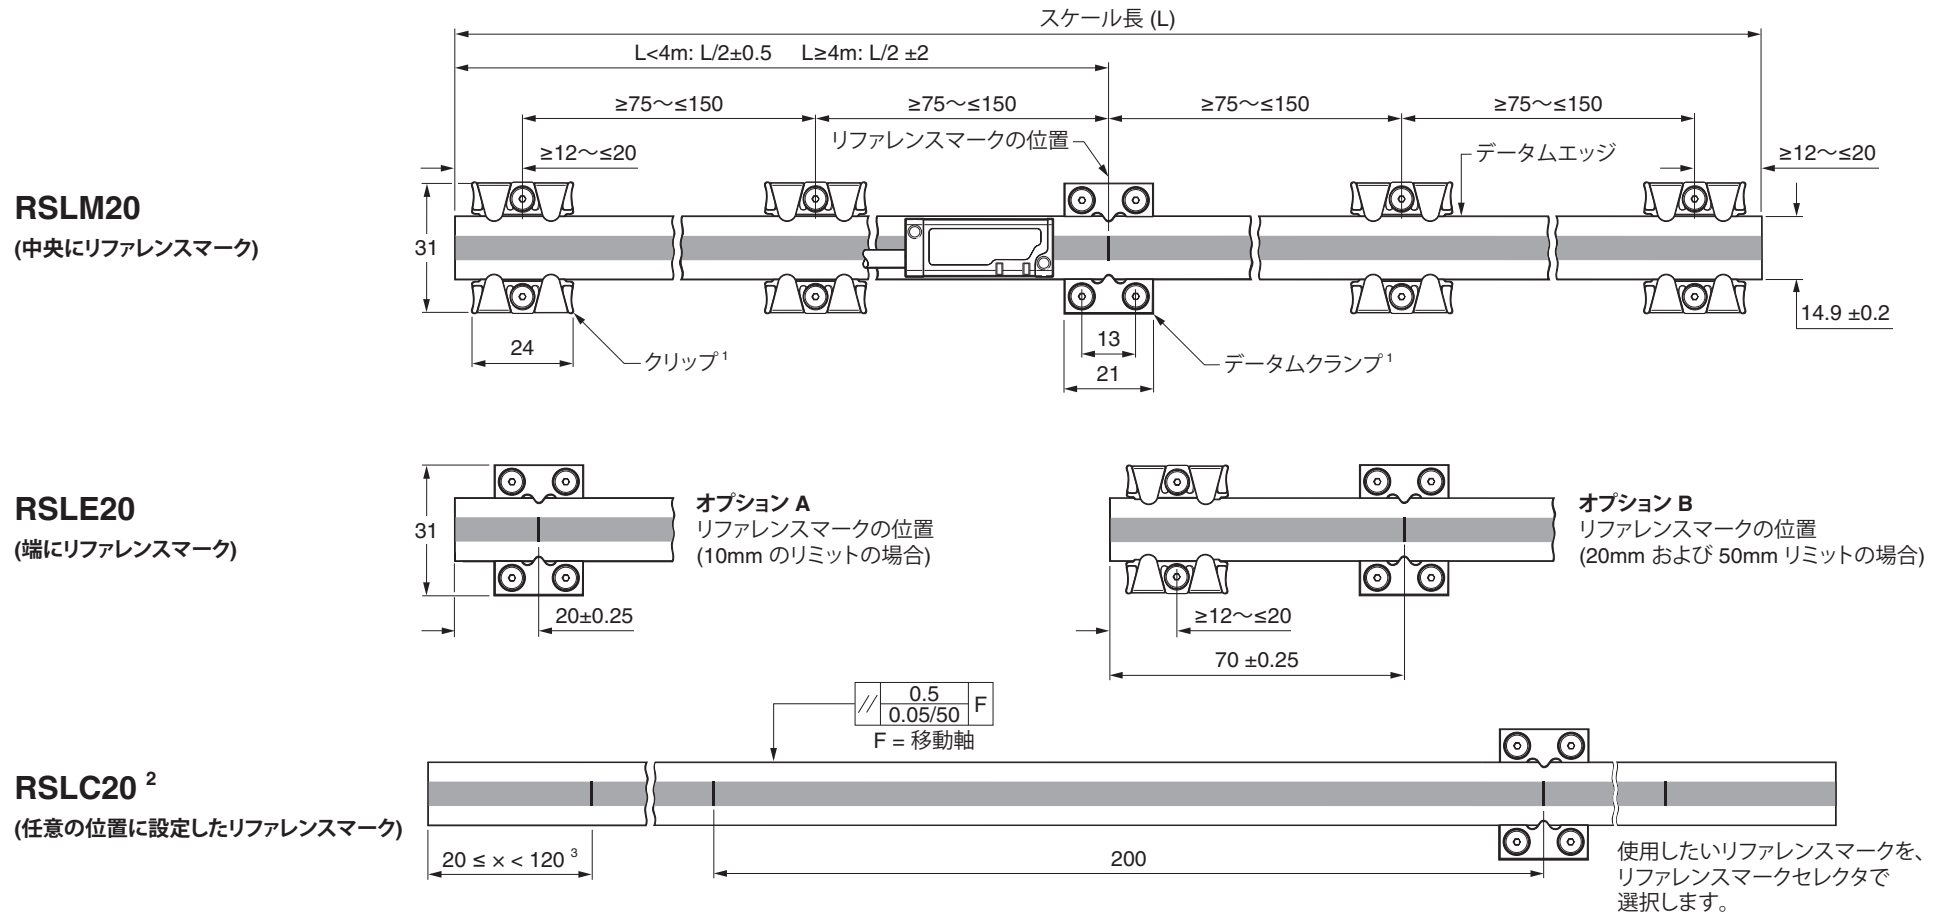 スケール長 (L)
L<4m: L/2±0.5 L≥4m: L/2 ±2
≥75～≤150 ≥75～≤150 ≥75～≤150 ≥75～≤150
リファレンスマークの位置
≥12～≤20
データムエッジ
≥12～≤20
RSLM20
(中央にリファレンスマーク)
31
14.9 ±0.2
24
クリップ 1
13
21
データムクランプ 1
RSLE20
(端にリファレンスマーク)
31
20±0.25
オプション A
リファレンスマークの位置
(10mm のリミットの場合)
≥12～≤20
70 ±0.25
オプション B
リファレンスマークの位置
(20mm および 50mm リミットの場合)
// 0.5 F
0.05/50
F = 移動軸
RSLC20 2
(任意の位置に設定したリファレンスマーク)
20 ≤ × < 120 3
200
使用したいリファレンスマークを、
リファレンスマークセレクタで
選択します。